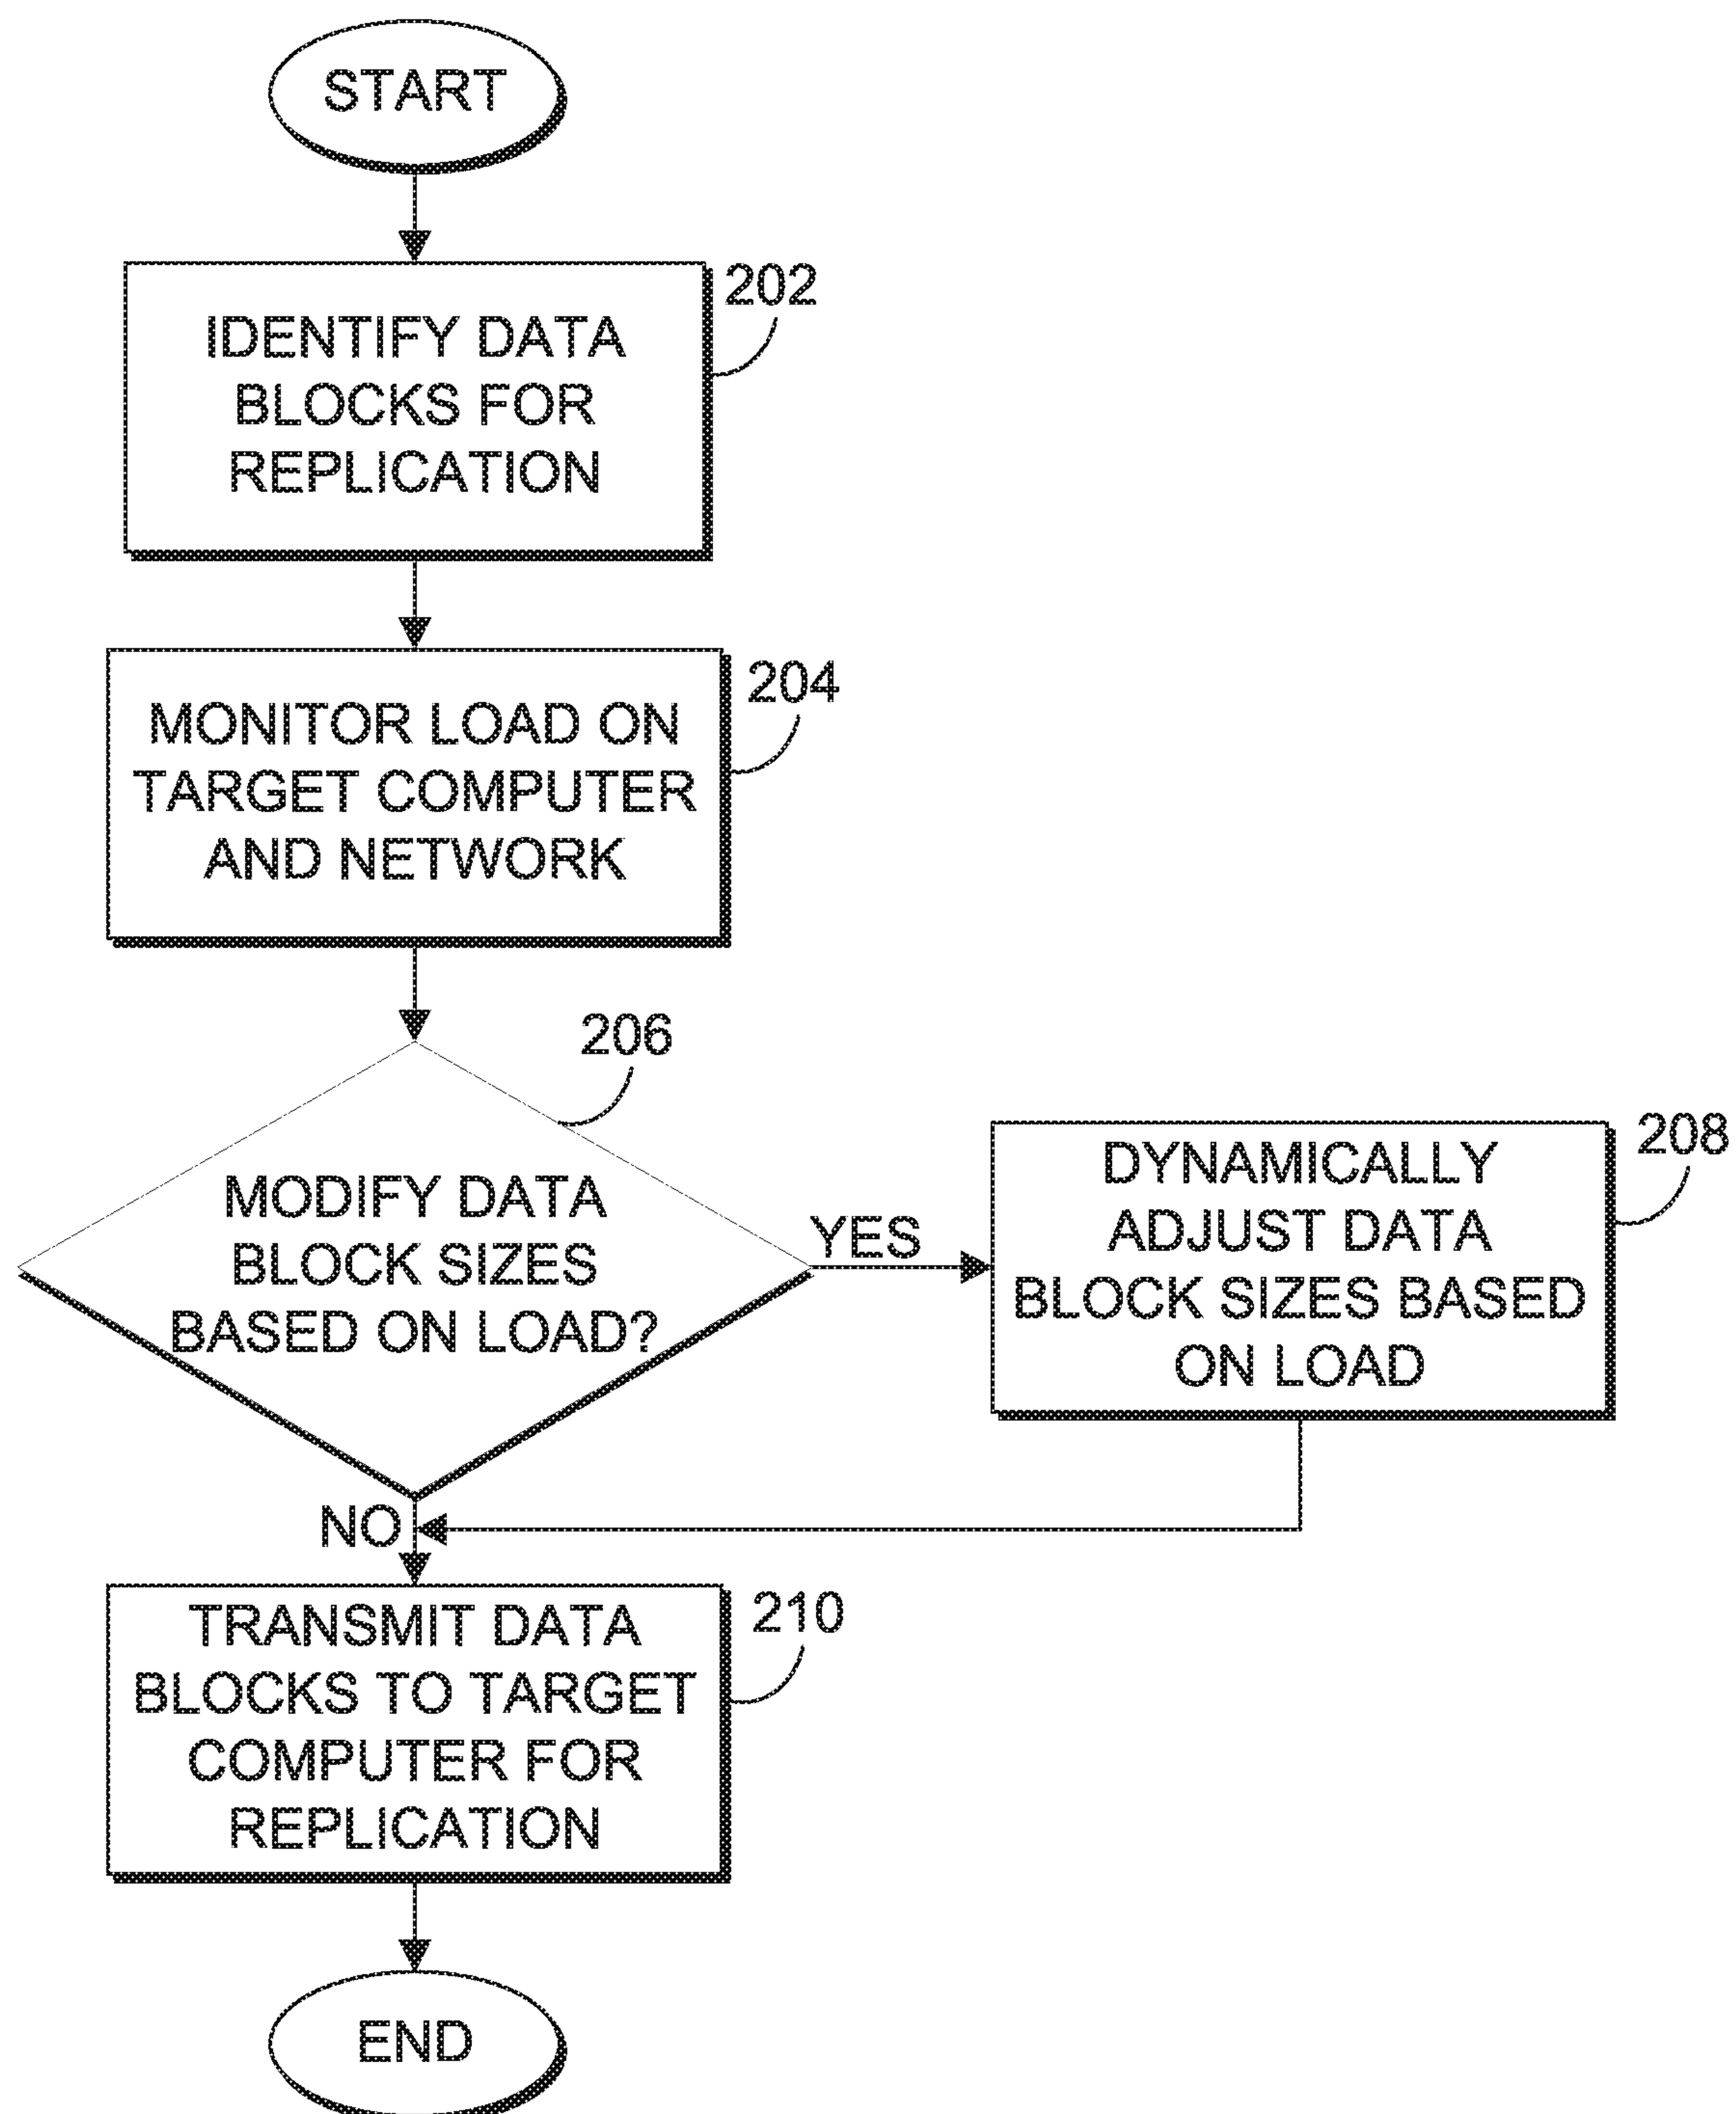 START
202
IDENTIFY DATA
BLOCKS FOR
REPLICATION
204
MONITOR LOAD ON
TARGET COMPUTER
AND NETWORK
206
MODIFY DATA
BLOCK SIZES
BASED ON LOAD?
YES
208
DYNAMICALLY
ADJUST DATA
BLOCK SIZES BASED
ON LOAD
NO
210
TRANSMIT DATA
BLOCKS TO TARGET
COMPUTER FOR
REPLICATION
END